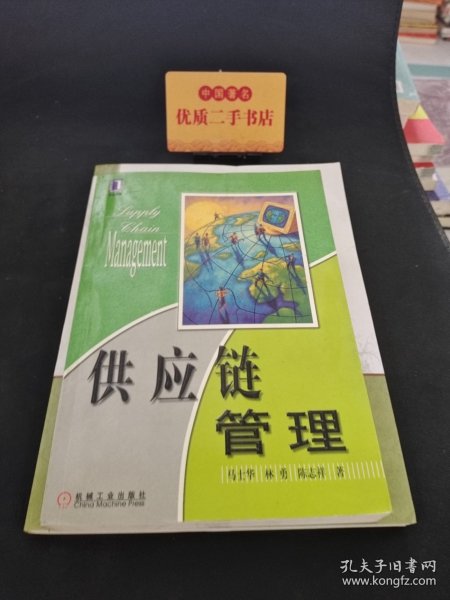 中国著名
优质二手书店
Supply
Chain
Management
供应链
管理
马士华 林勇 陈志祥 著
机械工业出版社
China Machine Press
孔夫子旧书网
www.kongfz.com